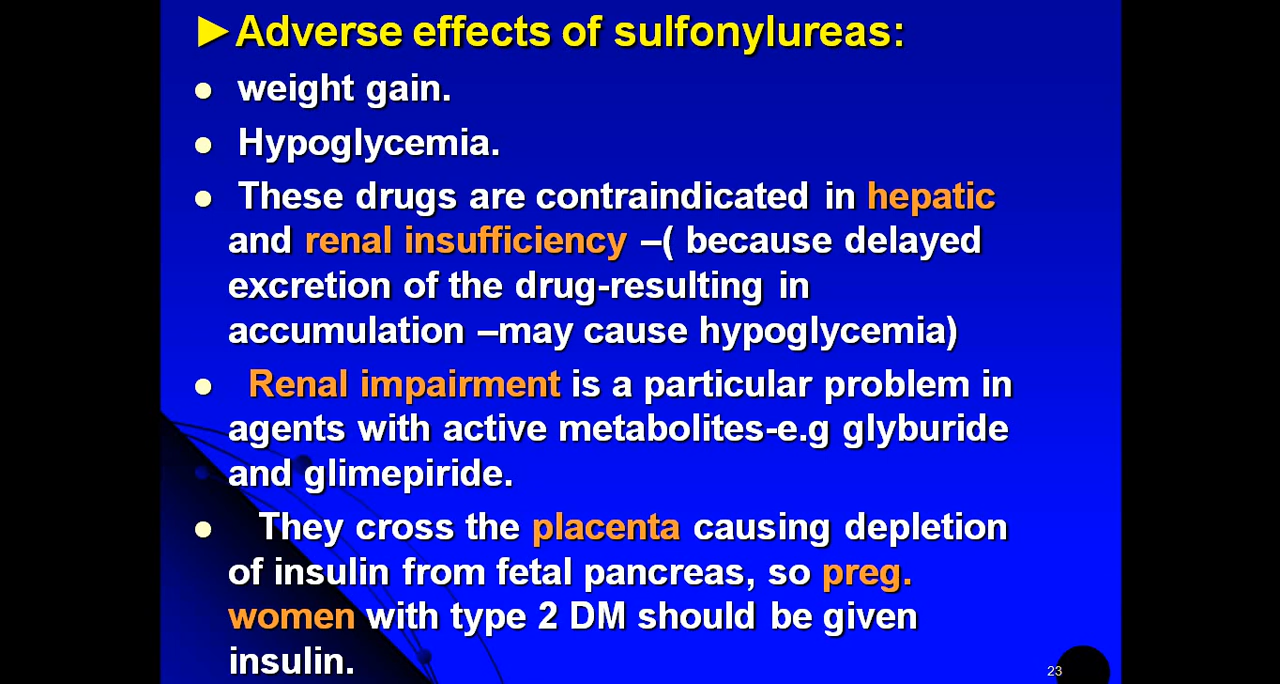 ►Adverse effects of sulfonylureas:
● weight gain.
● Hypoglycemia.
● These drugs are contraindicated in hepatic
and renal insufficiency –( because delayed
excretion of the drug-resulting in
accumulation –may cause hypoglycemia)
● Renal impairment is a particular problem in
agents with active metabolites-e.g glyburide
and glimepiride.
● They cross the placenta causing depletion
of insulin from fetal pancreas, so preg.
women with type 2 DM should be given
insulin.
23